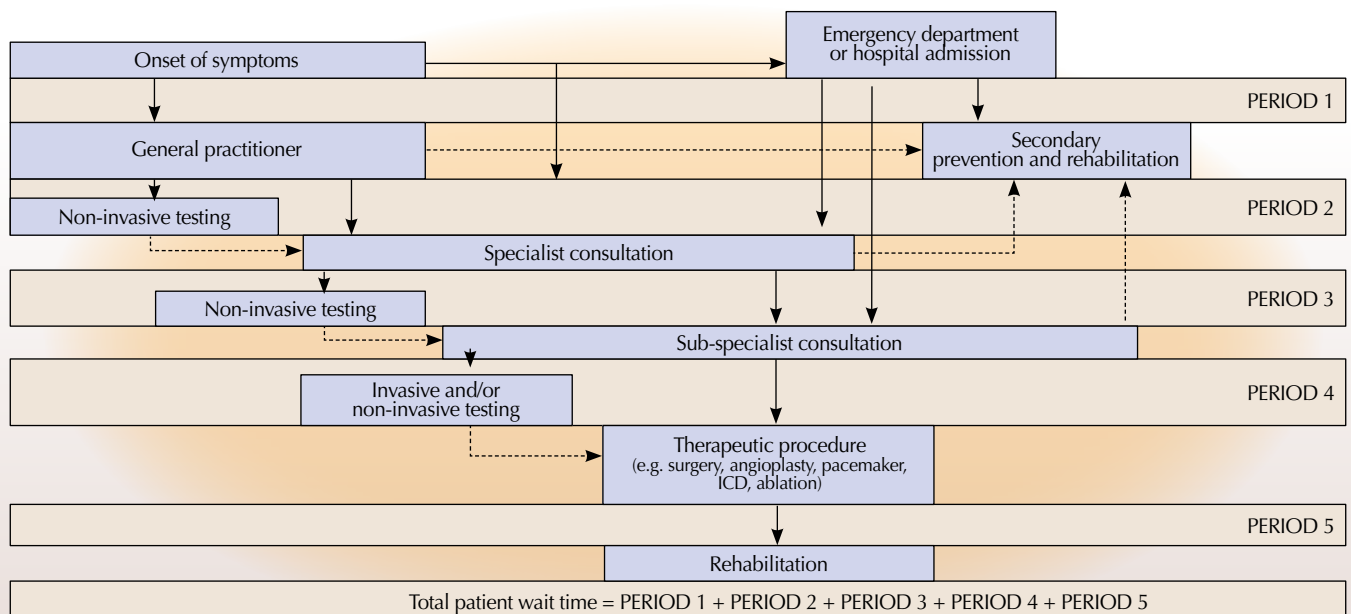 Emergency department
or hospital admission
Onset of symptoms
PERIOD 1
General practitioner
Secondary
prevention and rehabilitation
Non-invasive testing
PERIOD 2
Specialist consultation
Non-invasive testing
PERIOD 3
Sub-specialist consultation
Invasive and/or
non-invasive testing
PERIOD 4
Therapeutic procedure
(e.g. surgery, angioplasty, pacemaker,
ICD, ablation)
PERIOD 5
Rehabilitation
Total patient wait time = PERIOD 1 + PERIOD 2 + PERIOD 3 + PERIOD 4 + PERIOD 5